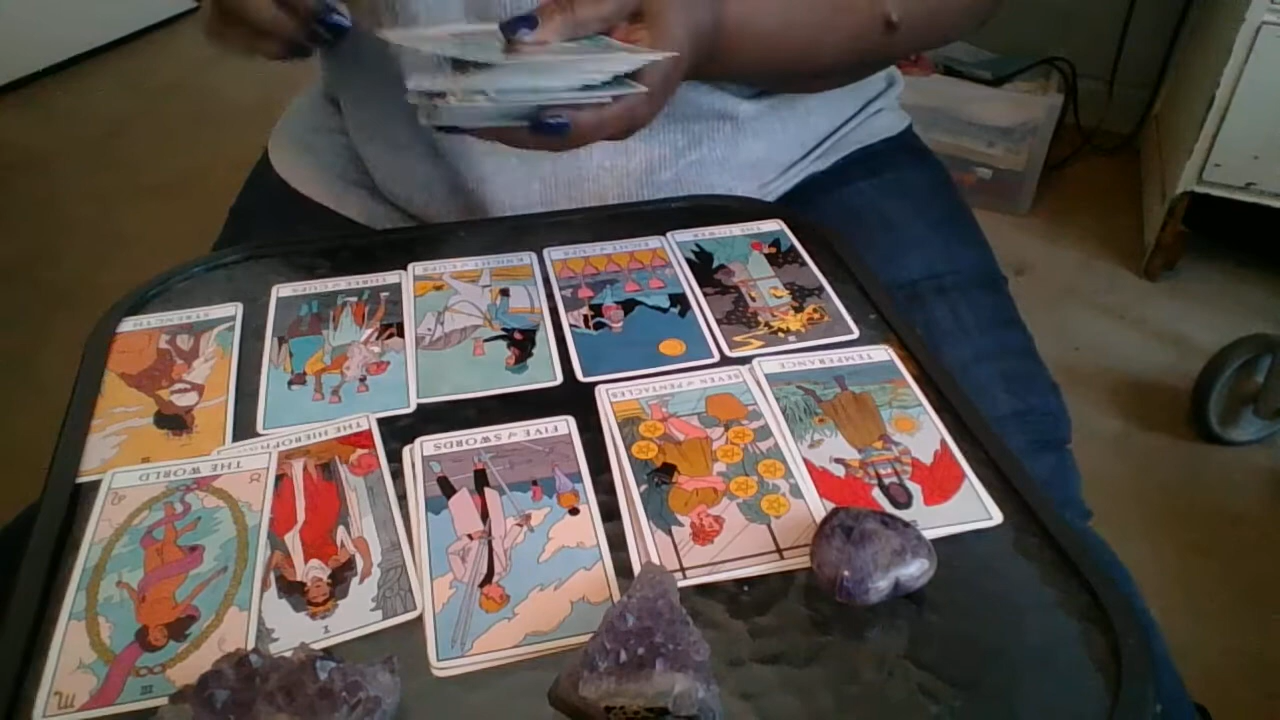 STRENGTH
THREE of CUPS
KNIGHT of CUPS
EIGHT of CUPS
THE TOWER
THE WORLD
THE HIEROPHANT
FIVE of SWORDS
SEVEN of PENTACLES
TEMPERANCE